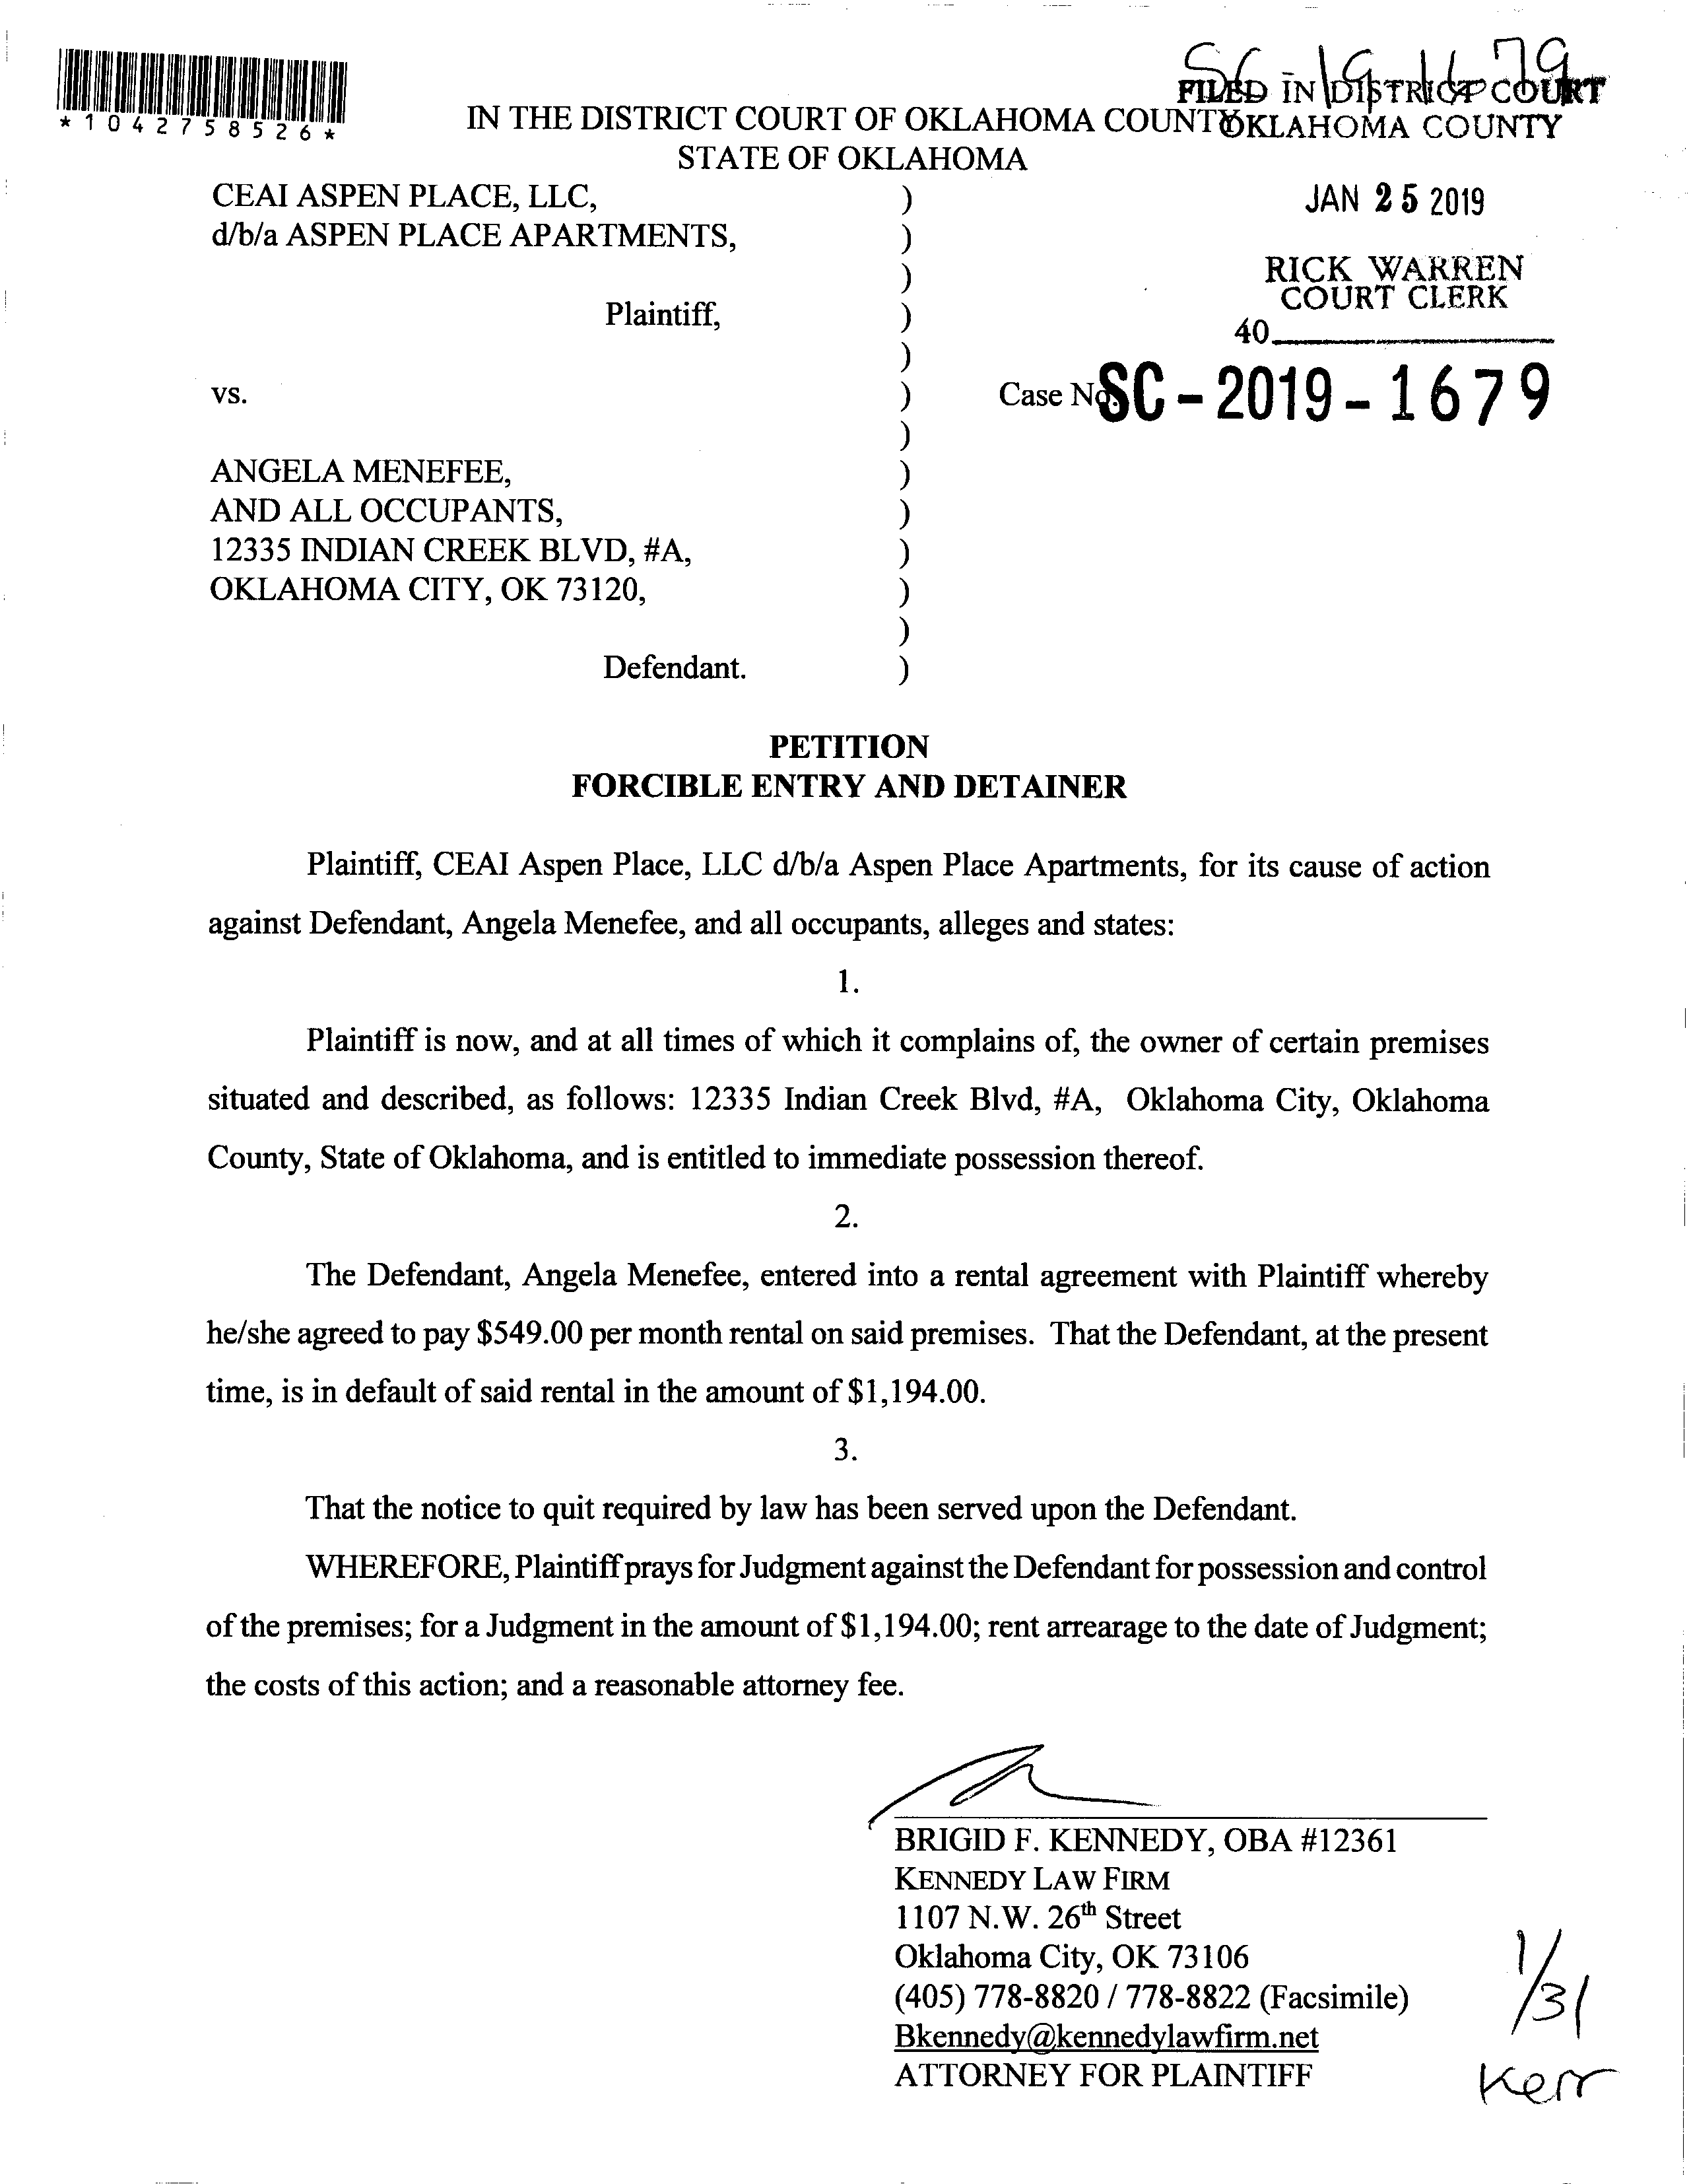 SC 19 1679
FILED IN DISTRICT COURT
OKLAHOMA COUNTY
*1042758526*
IN THE DISTRICT COURT OF OKLAHOMA COUNTY
STATE OF OKLAHOMA
JAN 25 2019
RICK WARREN
COURT CLERK
40
CEAI ASPEN PLACE, LLC, )
d/b/a ASPEN PLACE APARTMENTS, )
)
Plaintiff, )
)
vs. ) Case No. SC-2019-1679
)
ANGELA MENEFEE, )
AND ALL OCCUPANTS, )
12335 INDIAN CREEK BLVD, #A, )
OKLAHOMA CITY, OK 73120, )
)
Defendant. )
PETITION
FORCIBLE ENTRY AND DETAINER
Plaintiff, CEAI Aspen Place, LLC d/b/a Aspen Place Apartments, for its cause of action
against Defendant, Angela Menefee, and all occupants, alleges and states:
1.
Plaintiff is now, and at all times of which it complains of, the owner of certain premises
situated and described, as follows: 12335 Indian Creek Blvd, #A, Oklahoma City, Oklahoma
County, State of Oklahoma, and is entitled to immediate possession thereof.
2.
The Defendant, Angela Menefee, entered into a rental agreement with Plaintiff whereby
he/she agreed to pay $549.00 per month rental on said premises. That the Defendant, at the present
time, is in default of said rental in the amount of $1,194.00.
3.
That the notice to quit required by law has been served upon the Defendant.
WHEREFORE, Plaintiff prays for Judgment against the Defendant for possession and control
of the premises; for a Judgment in the amount of $1,194.00; rent arrearage to the date of Judgment;
the costs of this action; and a reasonable attorney fee.
BRIGID F. KENNEDY, OBA #12361
KENNEDY LAW FIRM
1107 N.W. 26th Street
Oklahoma City, OK 73106
(405) 778-8820 / 778-8822 (Facsimile)
Bkennedy@kennedylawfirm.net
ATTORNEY FOR PLAINTIFF
1/31
Kerr